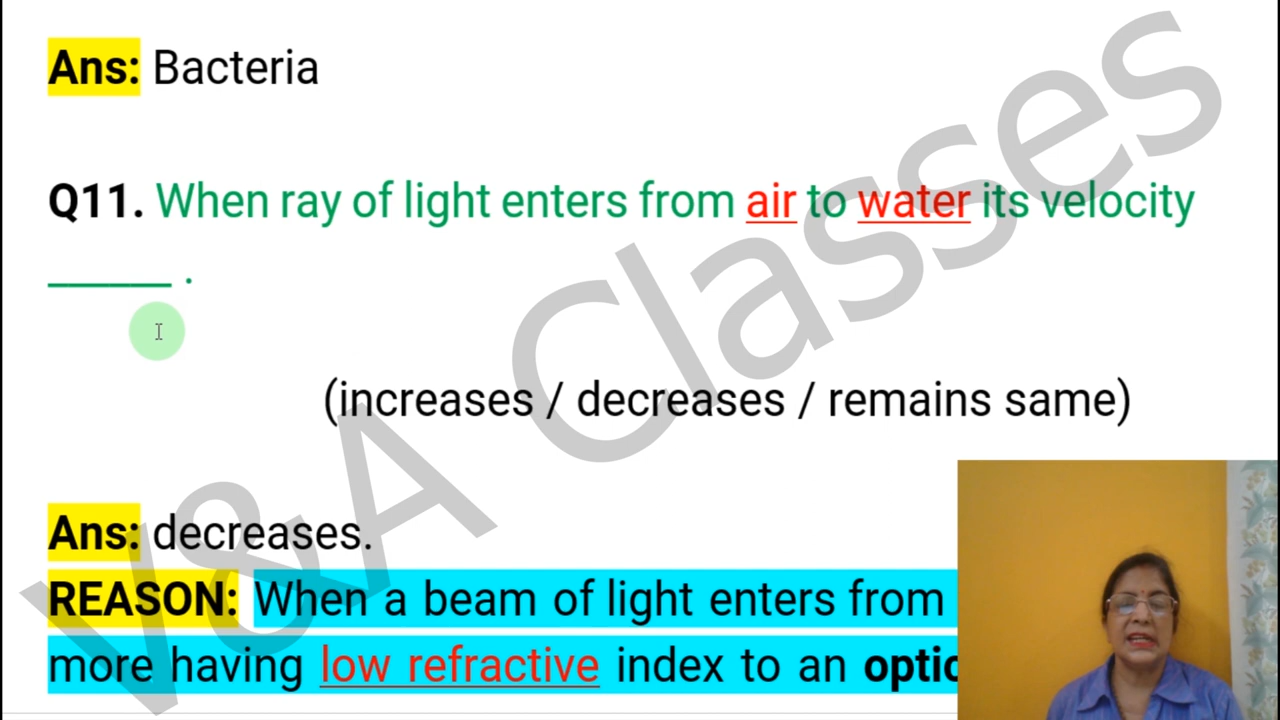 Ans: Bacteria
Q11. When ray of light enters from air to water its velocity
______ .
(increases / decreases / remains same)
Ans: decreases.
REASON: When a beam of light enters from
more having low refractive index to an
V&A Classes